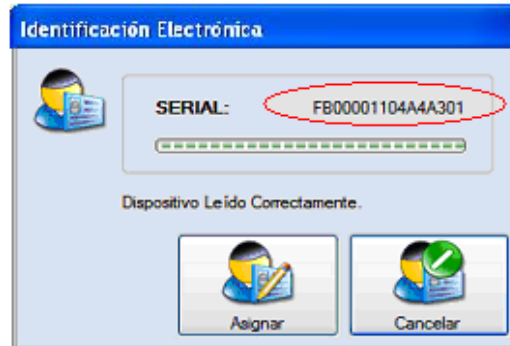 Identificación Electrónica
SERIAL: FB00001104A4A301
Dispositivo Leído Correctamente.
Asignar Cancelar